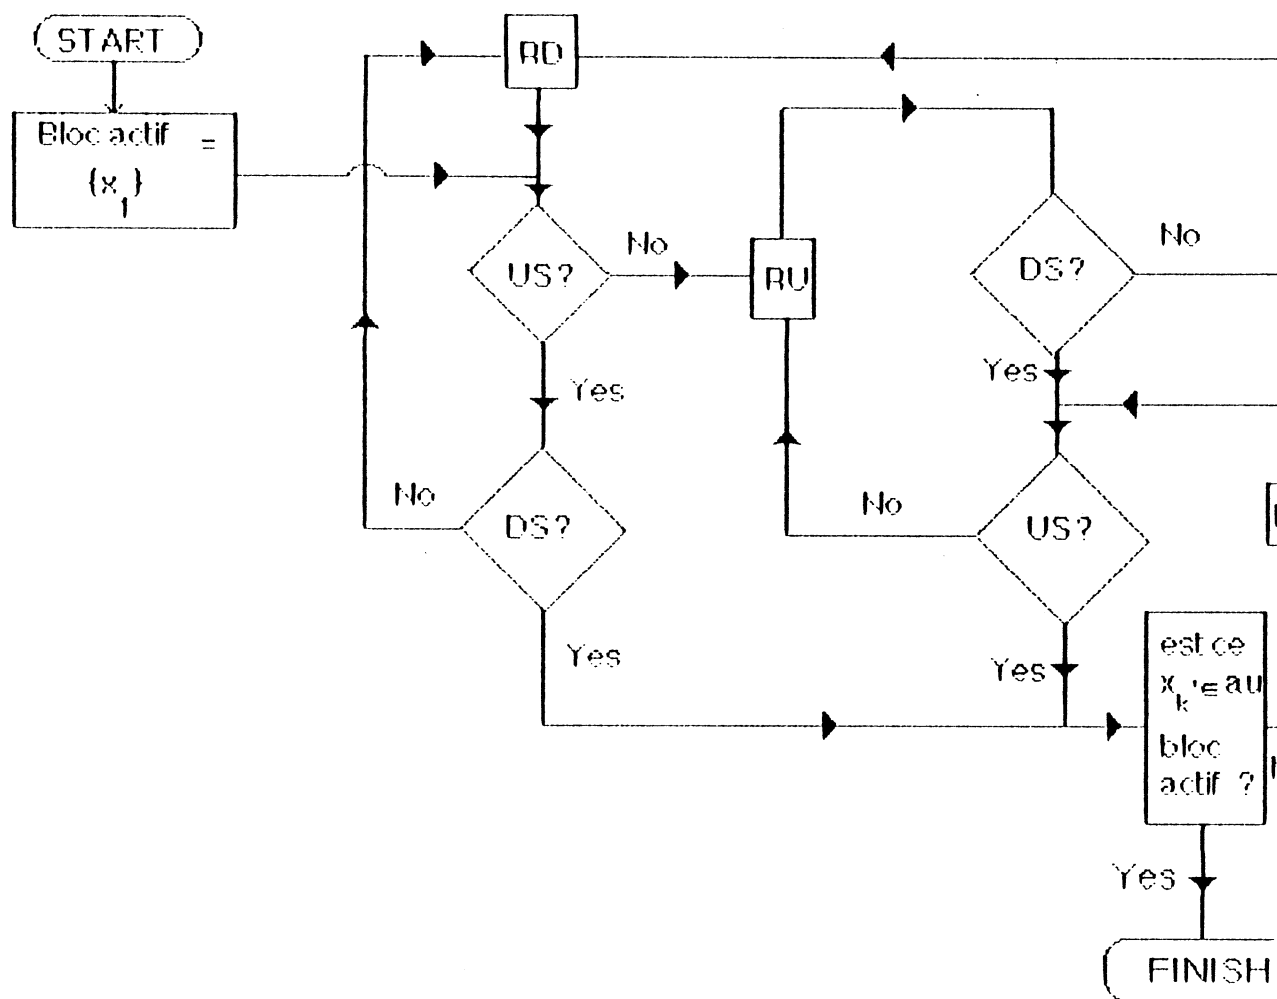 START
RD
Bloc actif =
{x1}
No
US?
RU
DS?
No
Yes
Yes
No
DS?
No
US?
Yes
Yes
est ce
xk'∈ au
bloc
actif ?
Yes
FINISH